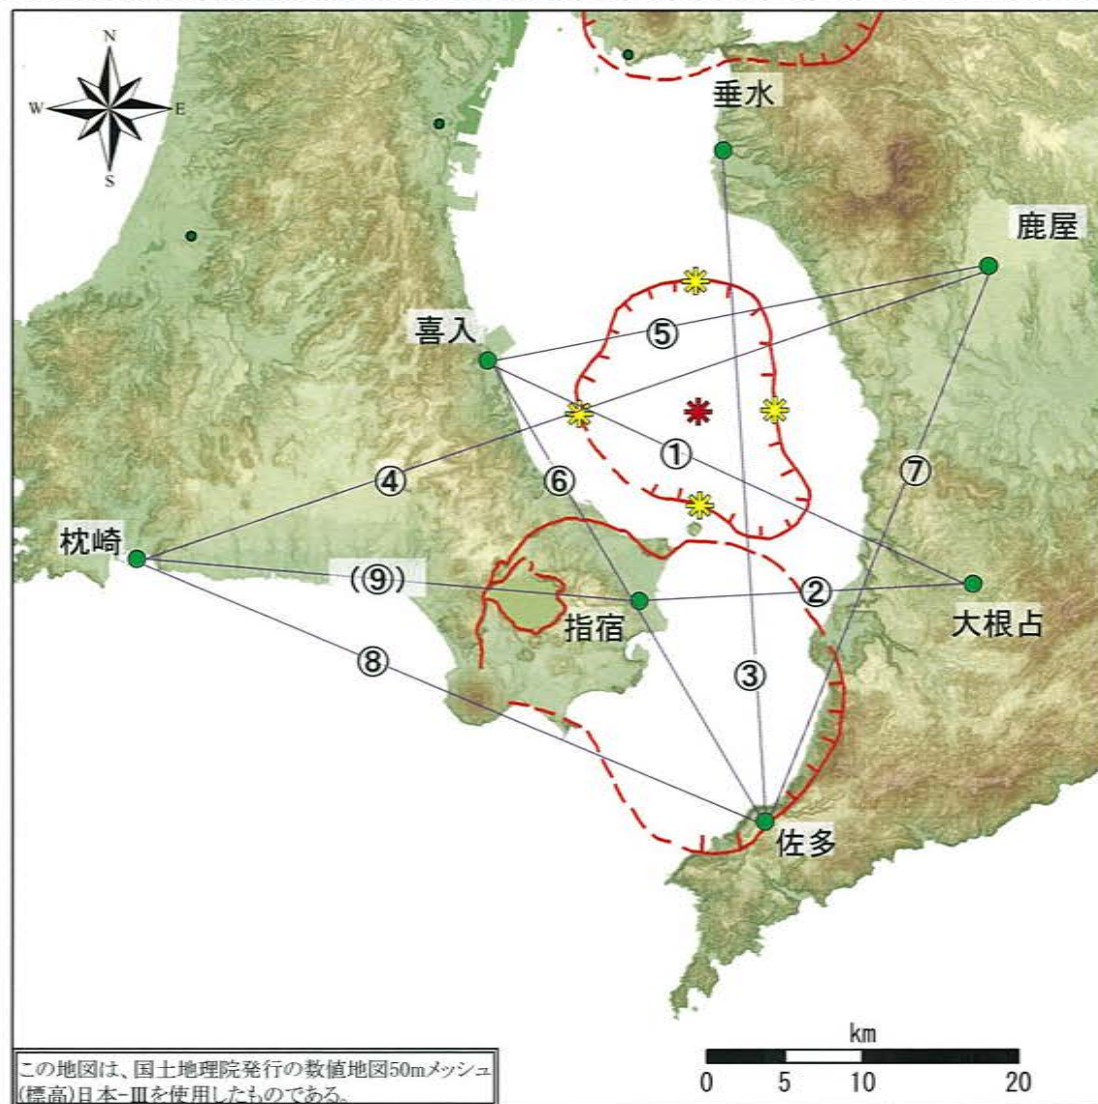 N
W E
S
垂水
鹿屋
喜入
⑤
①
④
⑥
⑦
枕崎
(⑨)
②
指宿
大根占
⑧
③
佐多
km
0 5 10 20
この地図は、国土地理院発行の数値地図50mメッシュ
(標高)日本-Ⅲを使用したものである。